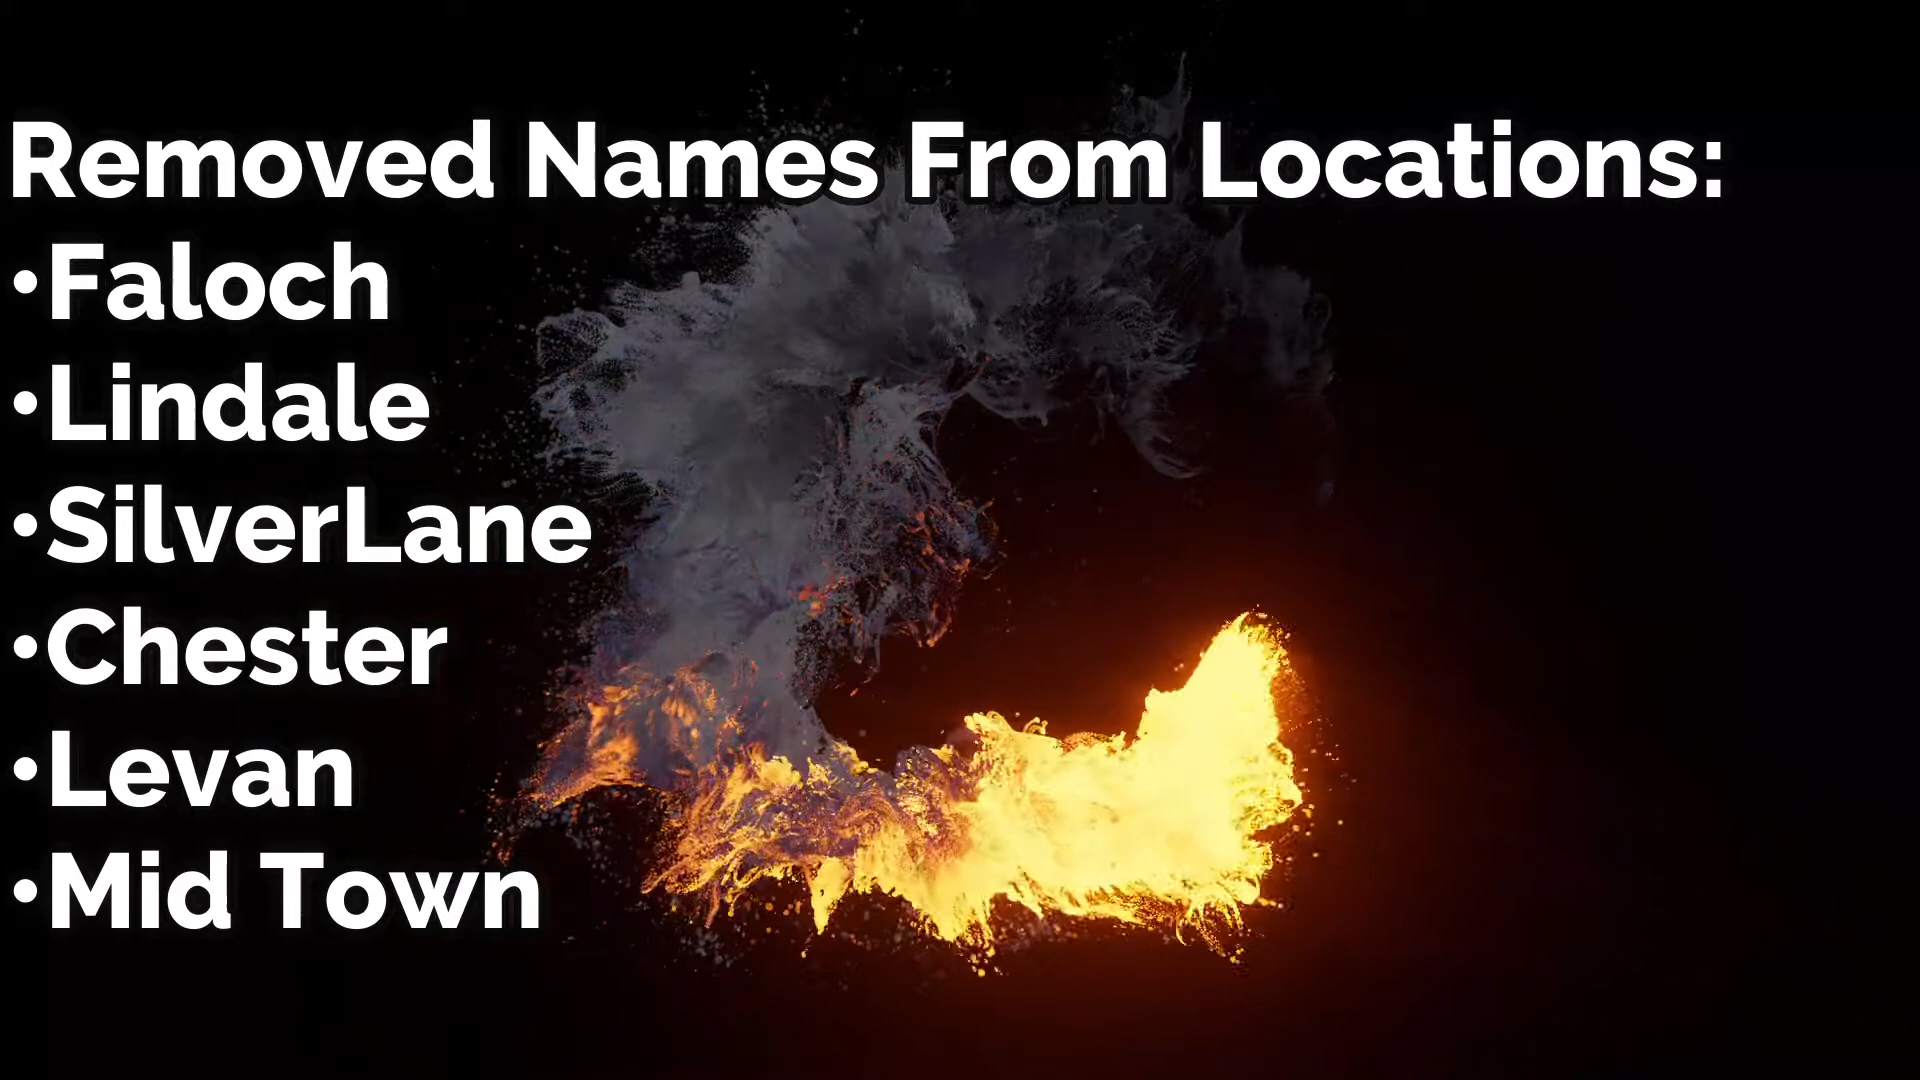 Removed Names From Locations:
•Faloch
•Lindale
•SilverLane
•Chester
•Levan
•Mid Town